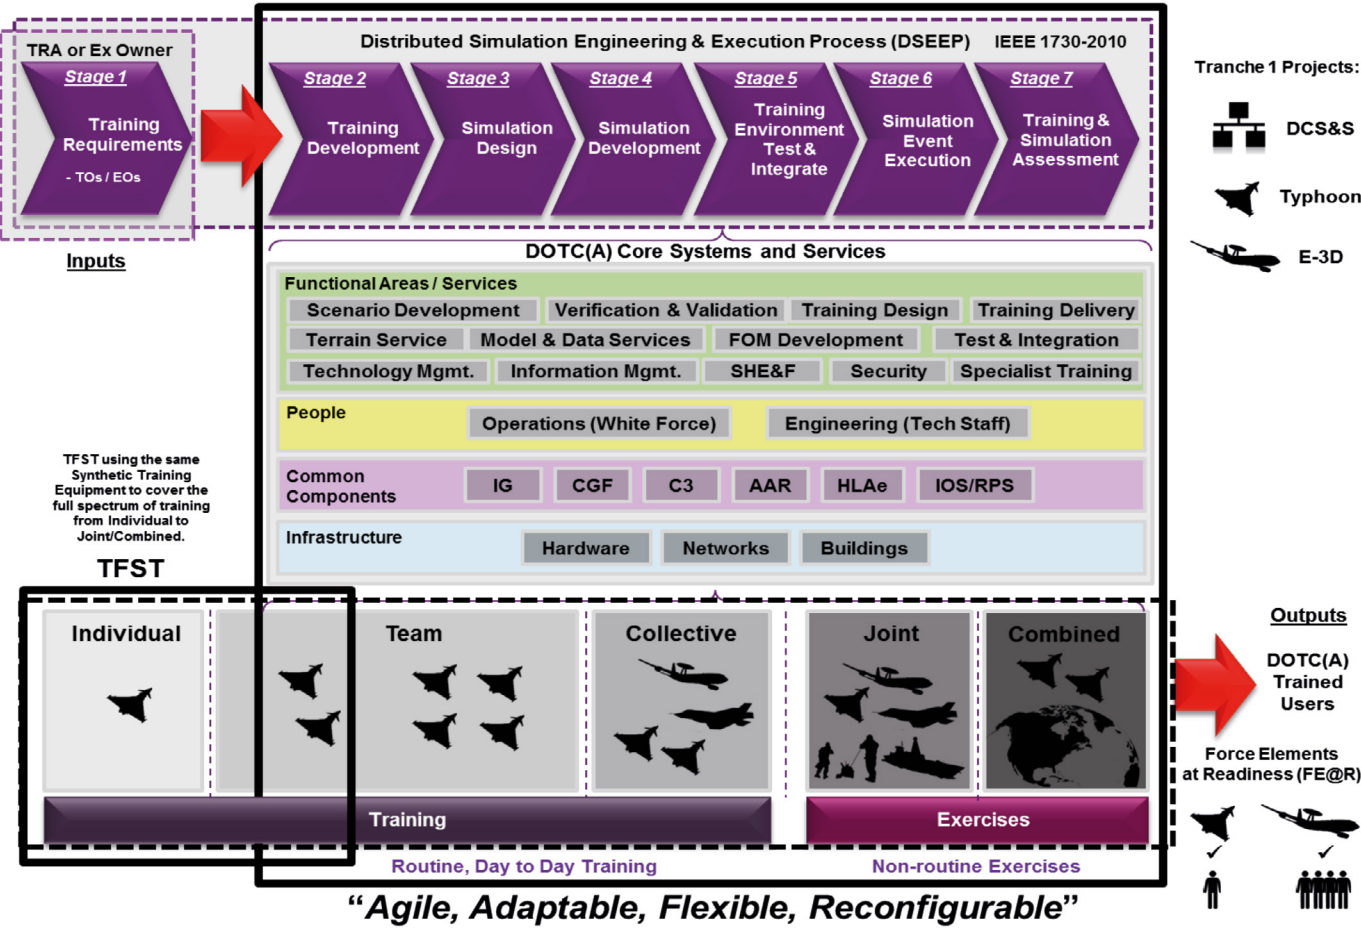 Distributed Simulation Engineering & Execution Process (DSEEP) IEEE 1730-2010
TRA or Ex Owner
Stage 1
Training
Requirements
- TOs / EOs
Inputs
Stage 2
Training
Development
Stage 3
Simulation
Design
Stage 4
Simulation
Development
Stage 5
Training
Environment
Test &
Integrate
Stage 6
Simulation
Event
Execution
Stage 7
Training &
Simulation
Assessment
Tranche 1 Projects:
DCS&S
Typhoon
E-3D
DOTC(A) Core Systems and Services
Functional Areas / Services
Scenario Development Verification & Validation Training Design Training Delivery
Terrain Service Model & Data Services FOM Development Test & Integration
Technology Mgmt. Information Mgmt. SHE&F Security Specialist Training
People
Operations (White Force) Engineering (Tech Staff)
Common
Components
IG CGF C3 AAR HLAe IOS/RPS
Infrastructure
Hardware Networks Buildings
TFST using the same
Synthetic Training
Equipment to cover the
full spectrum of training
from Individual to
Joint/Combined.
TFST
Individual Team Collective Joint Combined
Training Exercises
Routine, Day to Day Training Non-routine Exercises
Outputs
DOTC(A)
Trained
Users
Force Elements
at Readiness (FE@R)
“Agile, Adaptable, Flexible, Reconfigurable”